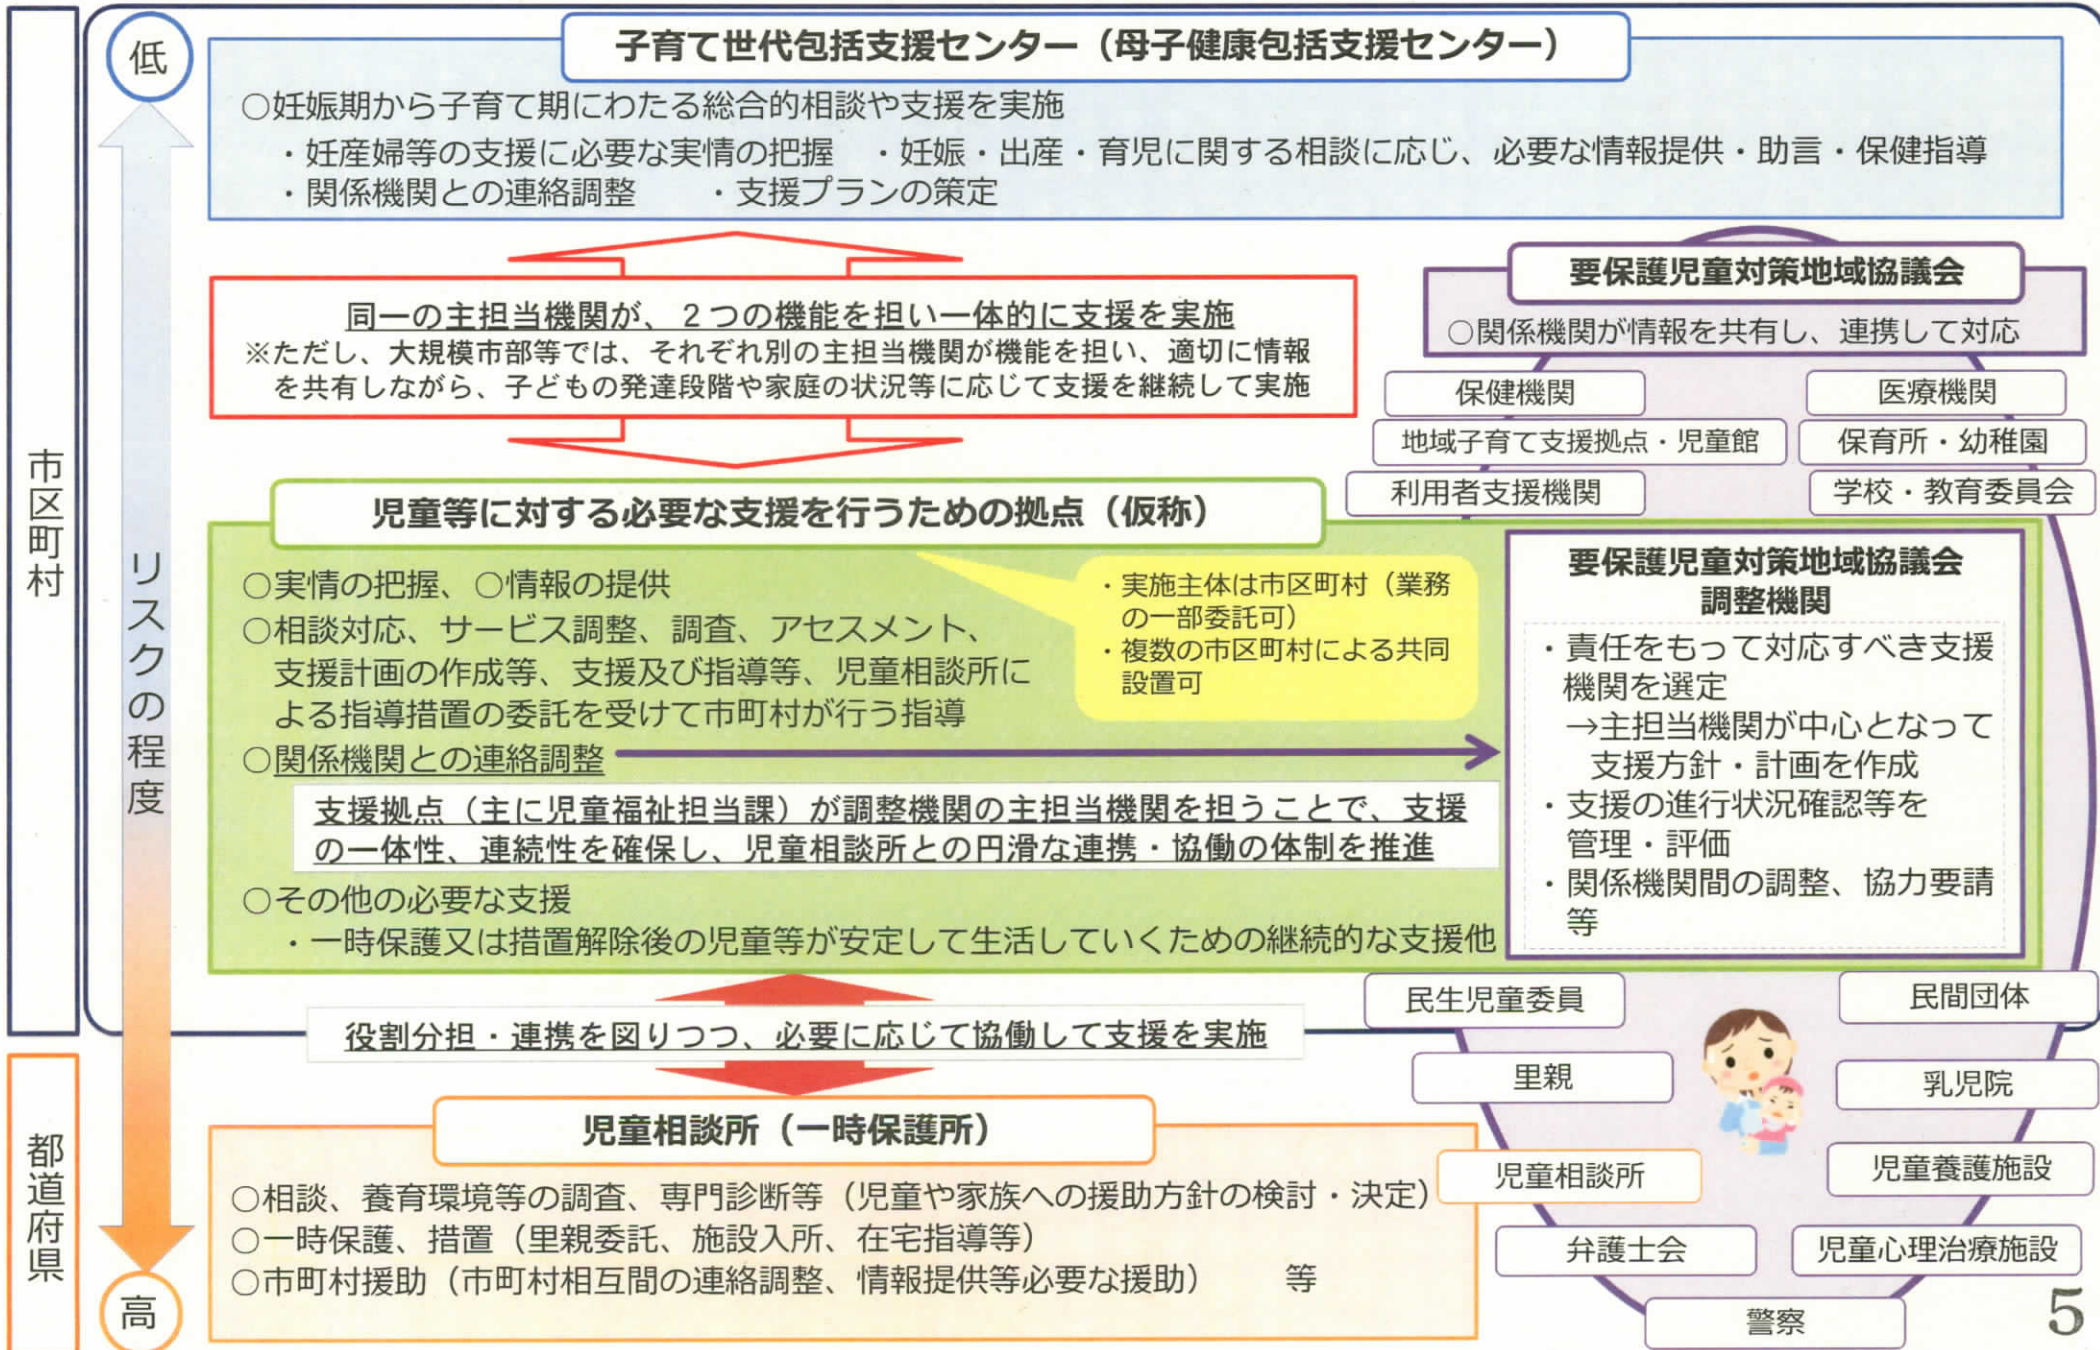 市区町村
都道府県
低
リスクの程度
高
子育て世代包括支援センター（母子健康包括支援センター）
○妊娠期から子育て期にわたる総合的相談や支援を実施
・妊産婦等の支援に必要な実情の把握　・妊娠・出産・育児に関する相談に応じ、必要な情報提供・助言・保健指導
・関係機関との連絡調整　　・支援プランの策定
同一の主担当機関が、２つの機能を担い一体的に支援を実施
※ただし、大規模市部等では、それぞれ別の主担当機関が機能を担い、適切に情報
を共有しながら、子どもの発達段階や家庭の状況等に応じて支援を継続して実施
要保護児童対策地域協議会
○関係機関が情報を共有し、連携して対応
保健機関
医療機関
地域子育て支援拠点・児童館
保育所・幼稚園
利用者支援機関
学校・教育委員会
児童等に対する必要な支援を行うための拠点（仮称）
○実情の把握、○情報の提供
○相談対応、サービス調整、調査、アセスメント、
支援計画の作成等、支援及び指導等、児童相談所に
よる指導措置の委託を受けて市町村が行う指導
○関係機関との連絡調整
支援拠点（主に児童福祉担当課）が調整機関の主担当機関を担うことで、支援
の一体性、連続性を確保し、児童相談所との円滑な連携・協働の体制を推進
○その他の必要な支援
・一時保護又は措置解除後の児童等が安定して生活していくための継続的な支援他
・実施主体は市区町村（業務
の一部委託可）
・複数の市区町村による共同
設置可
要保護児童対策地域協議会
調整機関
・責任をもって対応すべき支援
機関を選定
→主担当機関が中心となって
支援方針・計画を作成
・支援の進行状況確認等を
管理・評価
・関係機関間の調整、協力要請
等
役割分担・連携を図りつつ、必要に応じて協働して支援を実施
児童相談所（一時保護所）
○相談、養育環境等の調査、専門診断等（児童や家族への援助方針の検討・決定）
○一時保護、措置（里親委託、施設入所、在宅指導等）
○市町村援助（市町村相互間の連絡調整、情報提供等必要な援助）　　等
民生児童委員
民間団体
里親
乳児院
児童相談所
児童養護施設
弁護士会
児童心理治療施設
警察
5